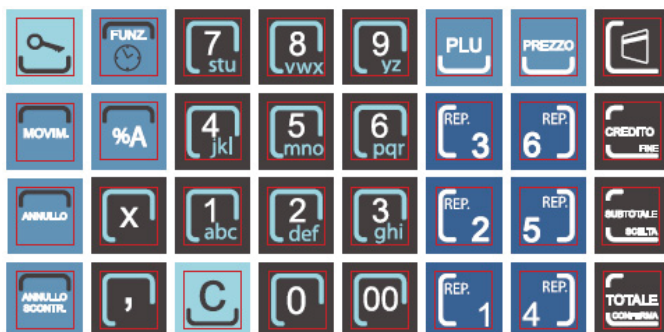 FUNZ.
7
stu
8
vwx
9
yz
PLU
PREZZO
MOVIM.
%A
4
jkl
5
mno
6
pqr
REP.
3
REP.
6
CREDITO
FINE
ANNULLO
X
1
abc
2
def
3
ghi
REP.
2
REP.
5
SUBTOTALE
SCELTA
ANNULLO
SCONTR.
,
C
0
00
REP.
1
REP.
4
TOTALE
CONFERMA